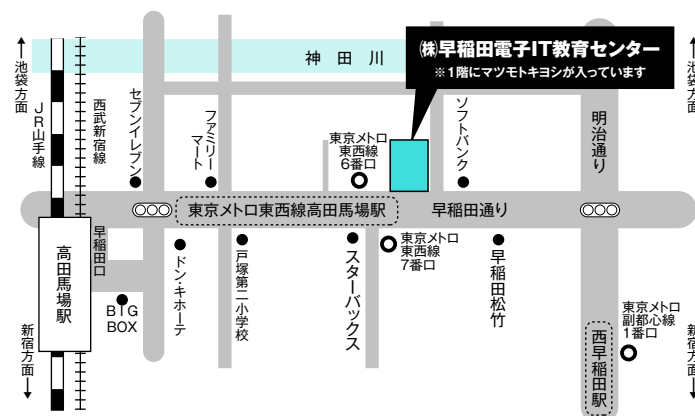 ㈱早稲田電子IT教育センター
※1階にマツモトキヨシが入っています
神田川
池袋方面
JR山手線
西武新宿線
セブンイレブン
ファミリー
マート
東京メトロ
東西線
6番口
ソフトバンク
明治通り
池袋方面
東京メトロ東西線高田馬場駅
早稲田通り
高田馬場駅
早稲田口
BIG
BOX
ドン・キホーテ
戸塚第二小学校
スターバックス
東京メトロ
東西線
7番口
早稲田松竹
東京メトロ
副都心線
1番口
西早稲田駅
新宿方面
新宿方面